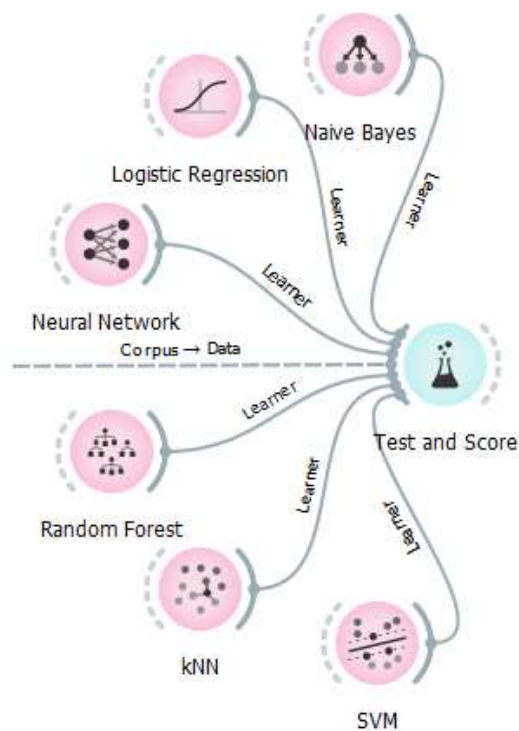 Naive Bayes
Learner
Logistic Regression
Learner
Neural Network
Learner
Corpus → Data
Learner
Test and Score
Random Forest
Learner
Learner
kNN
SVM